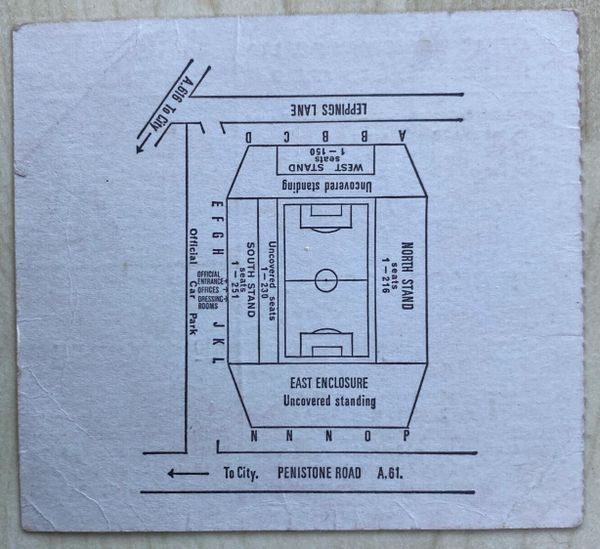 A.616 To City
LEPPINGS LANE
D C B B A
WEST STAND
seats
1 - 150
Uncovered standing
E F G H
J K L
Official Car Park
OFFICIAL
ENTRANCE
OFFICES
DRESSING
ROOMS
SOUTH STAND
seats
1 - 251
Uncovered seats
1 - 230
NORTH STAND
seats
1 - 216
EAST ENCLOSURE
Uncovered standing
N N N O P
To City. PENISTONE ROAD A.61.